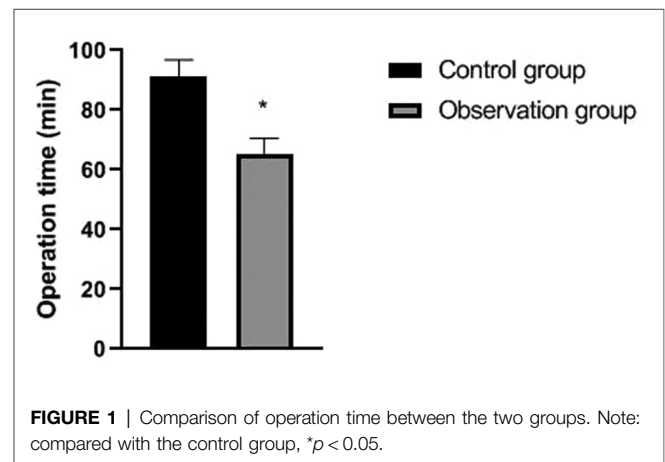 Operation time (min)
100
80
60
40
20
0
*
Control group
Observation group
FIGURE 1 | Comparison of operation time between the two groups. Note:
compared with the control group, *p < 0.05.